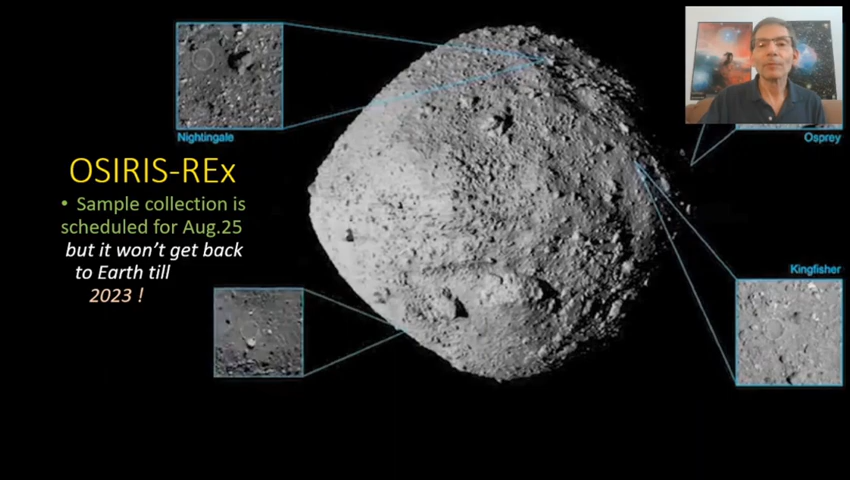 Nightingale
Osprey
OSIRIS-REx
• Sample collection is
scheduled for Aug.25
but it won't get back
to Earth till
2023 !
Kingfisher